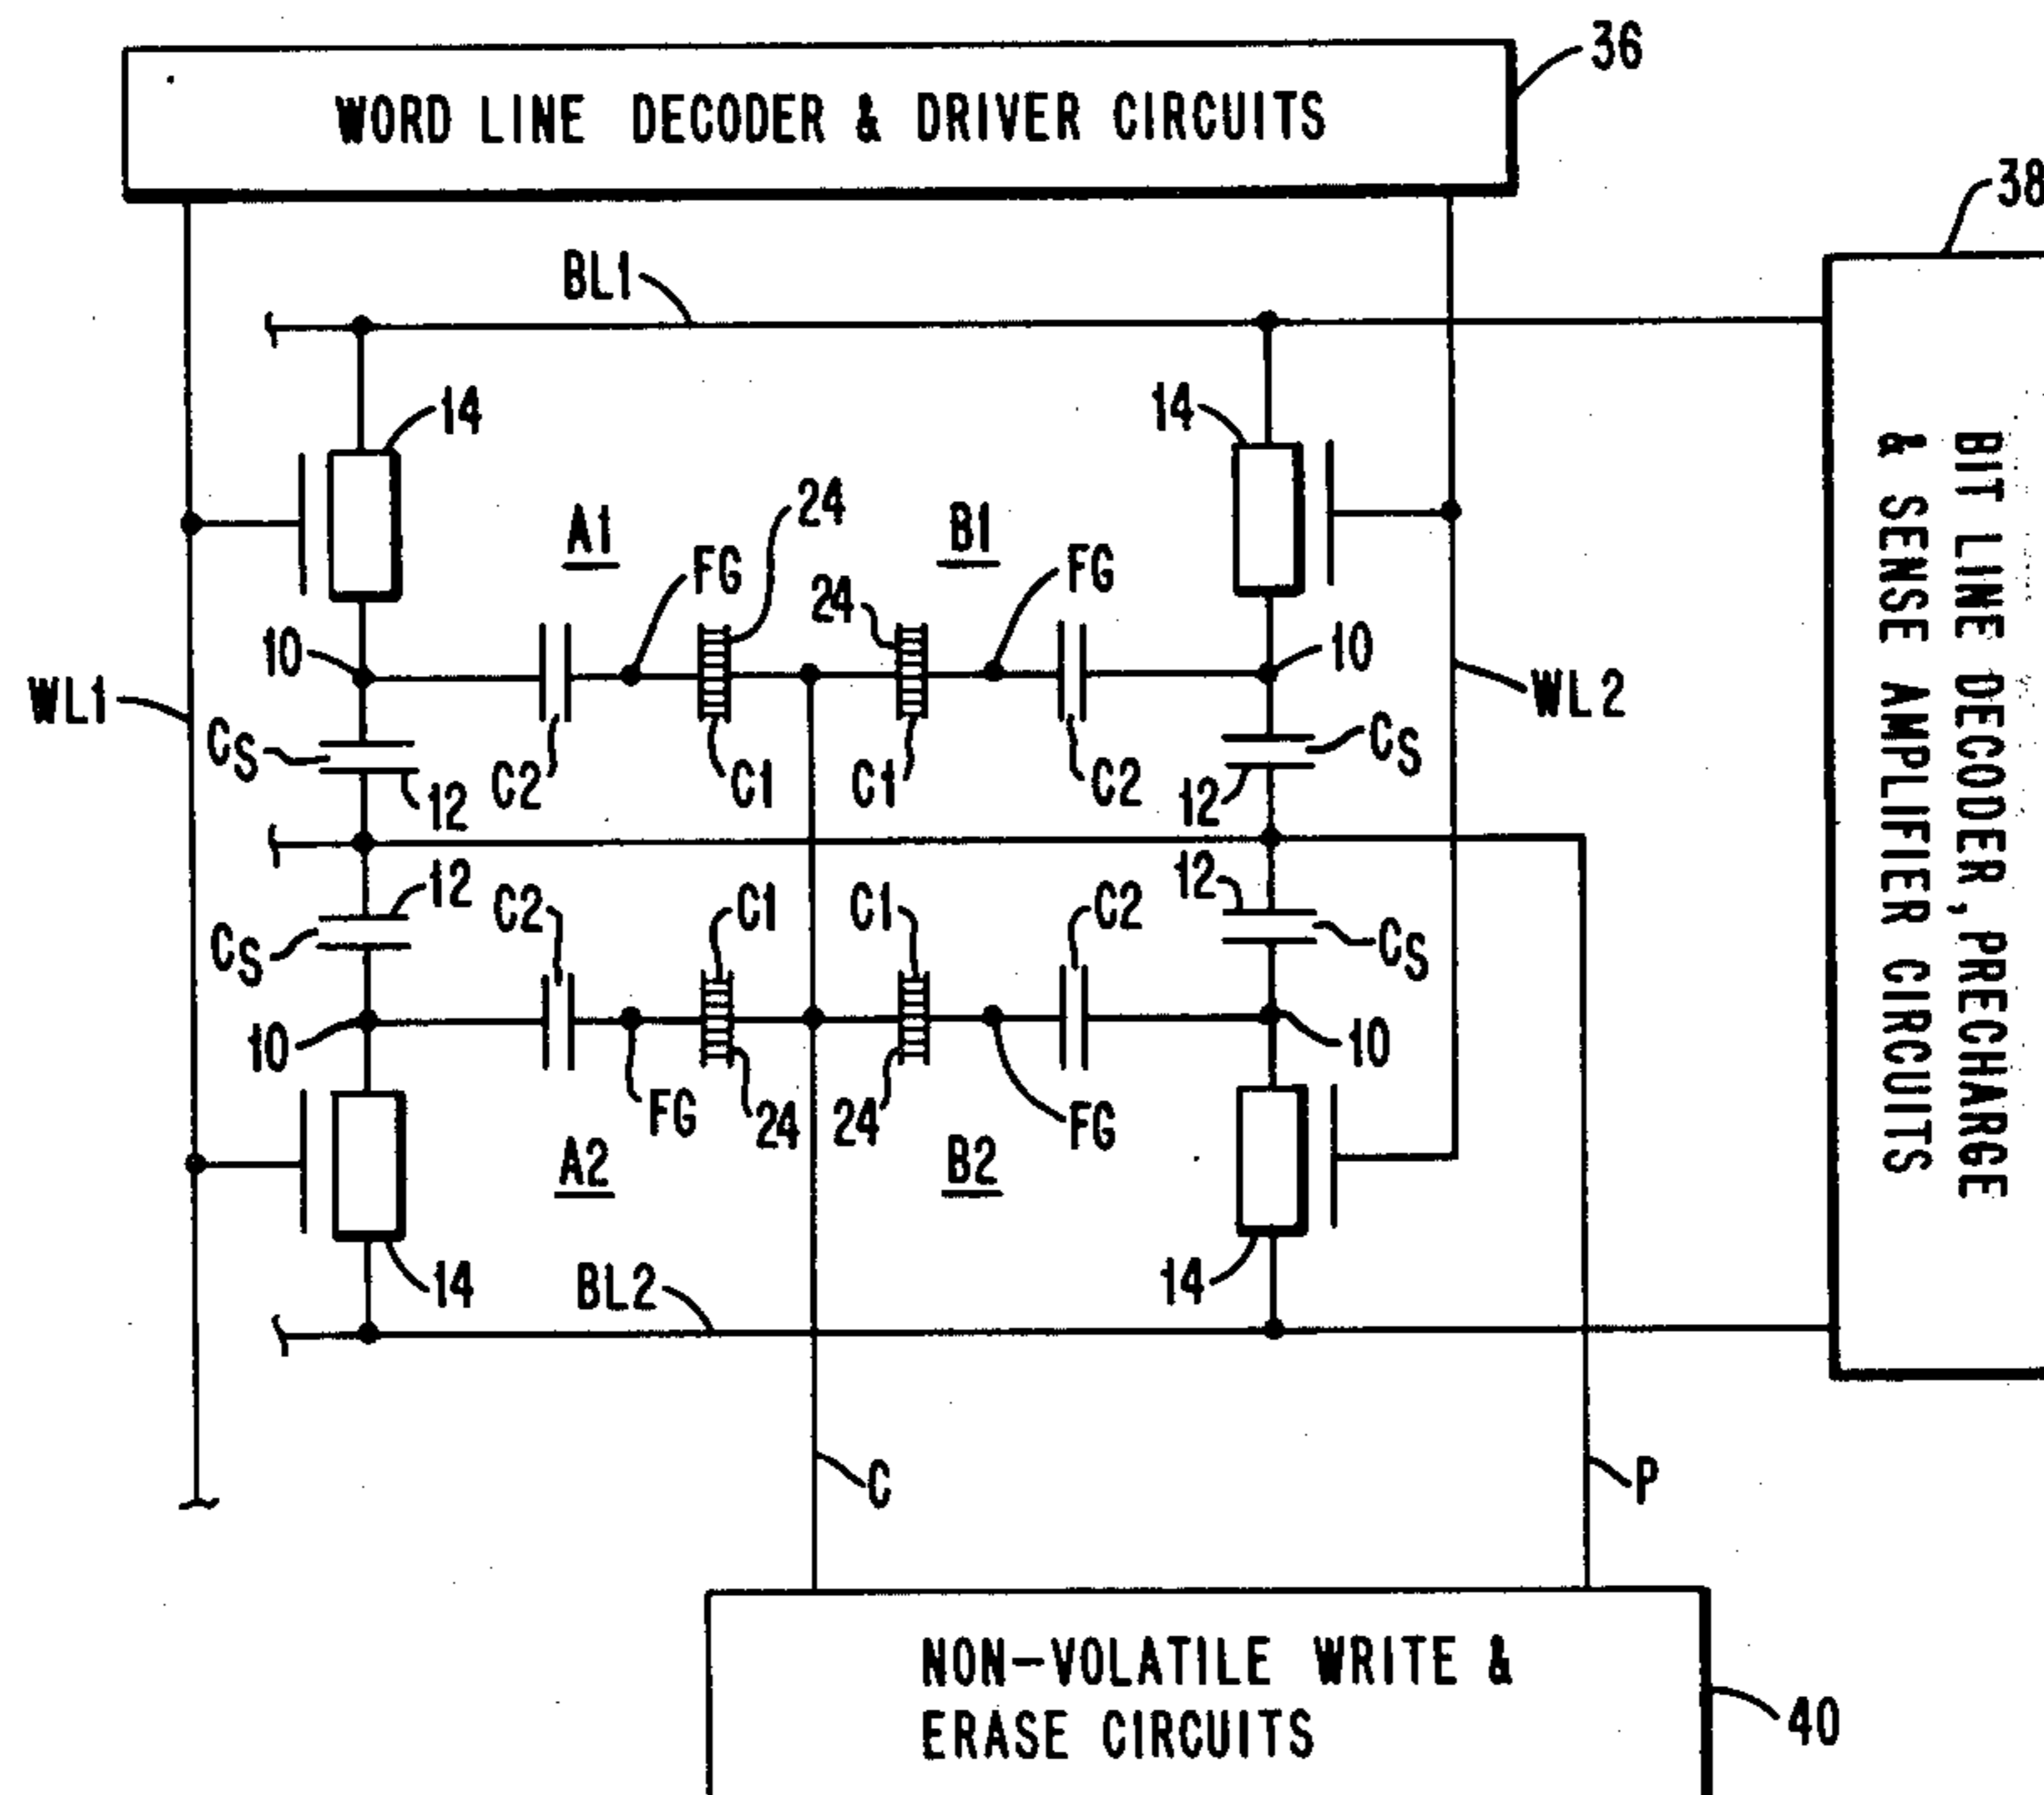 36
WORD LINE DECODER & DRIVER CIRCUITS
38
BL1
14
14
24
A1
B1
FG
FG
24
10
10
WL1
WL2
CS
CS
C2
C1
C1
C2
12
12
12
12
C2
C1
C1
C2
CS
CS
10
10
FG
24
24
FG
A2
B2
14
14
BL2
C
P
BIT LINE DECODER, PRECHARGE
& SENSE AMPLIFIER CIRCUITS
NON-VOLATILE WRITE &
ERASE CIRCUITS
40